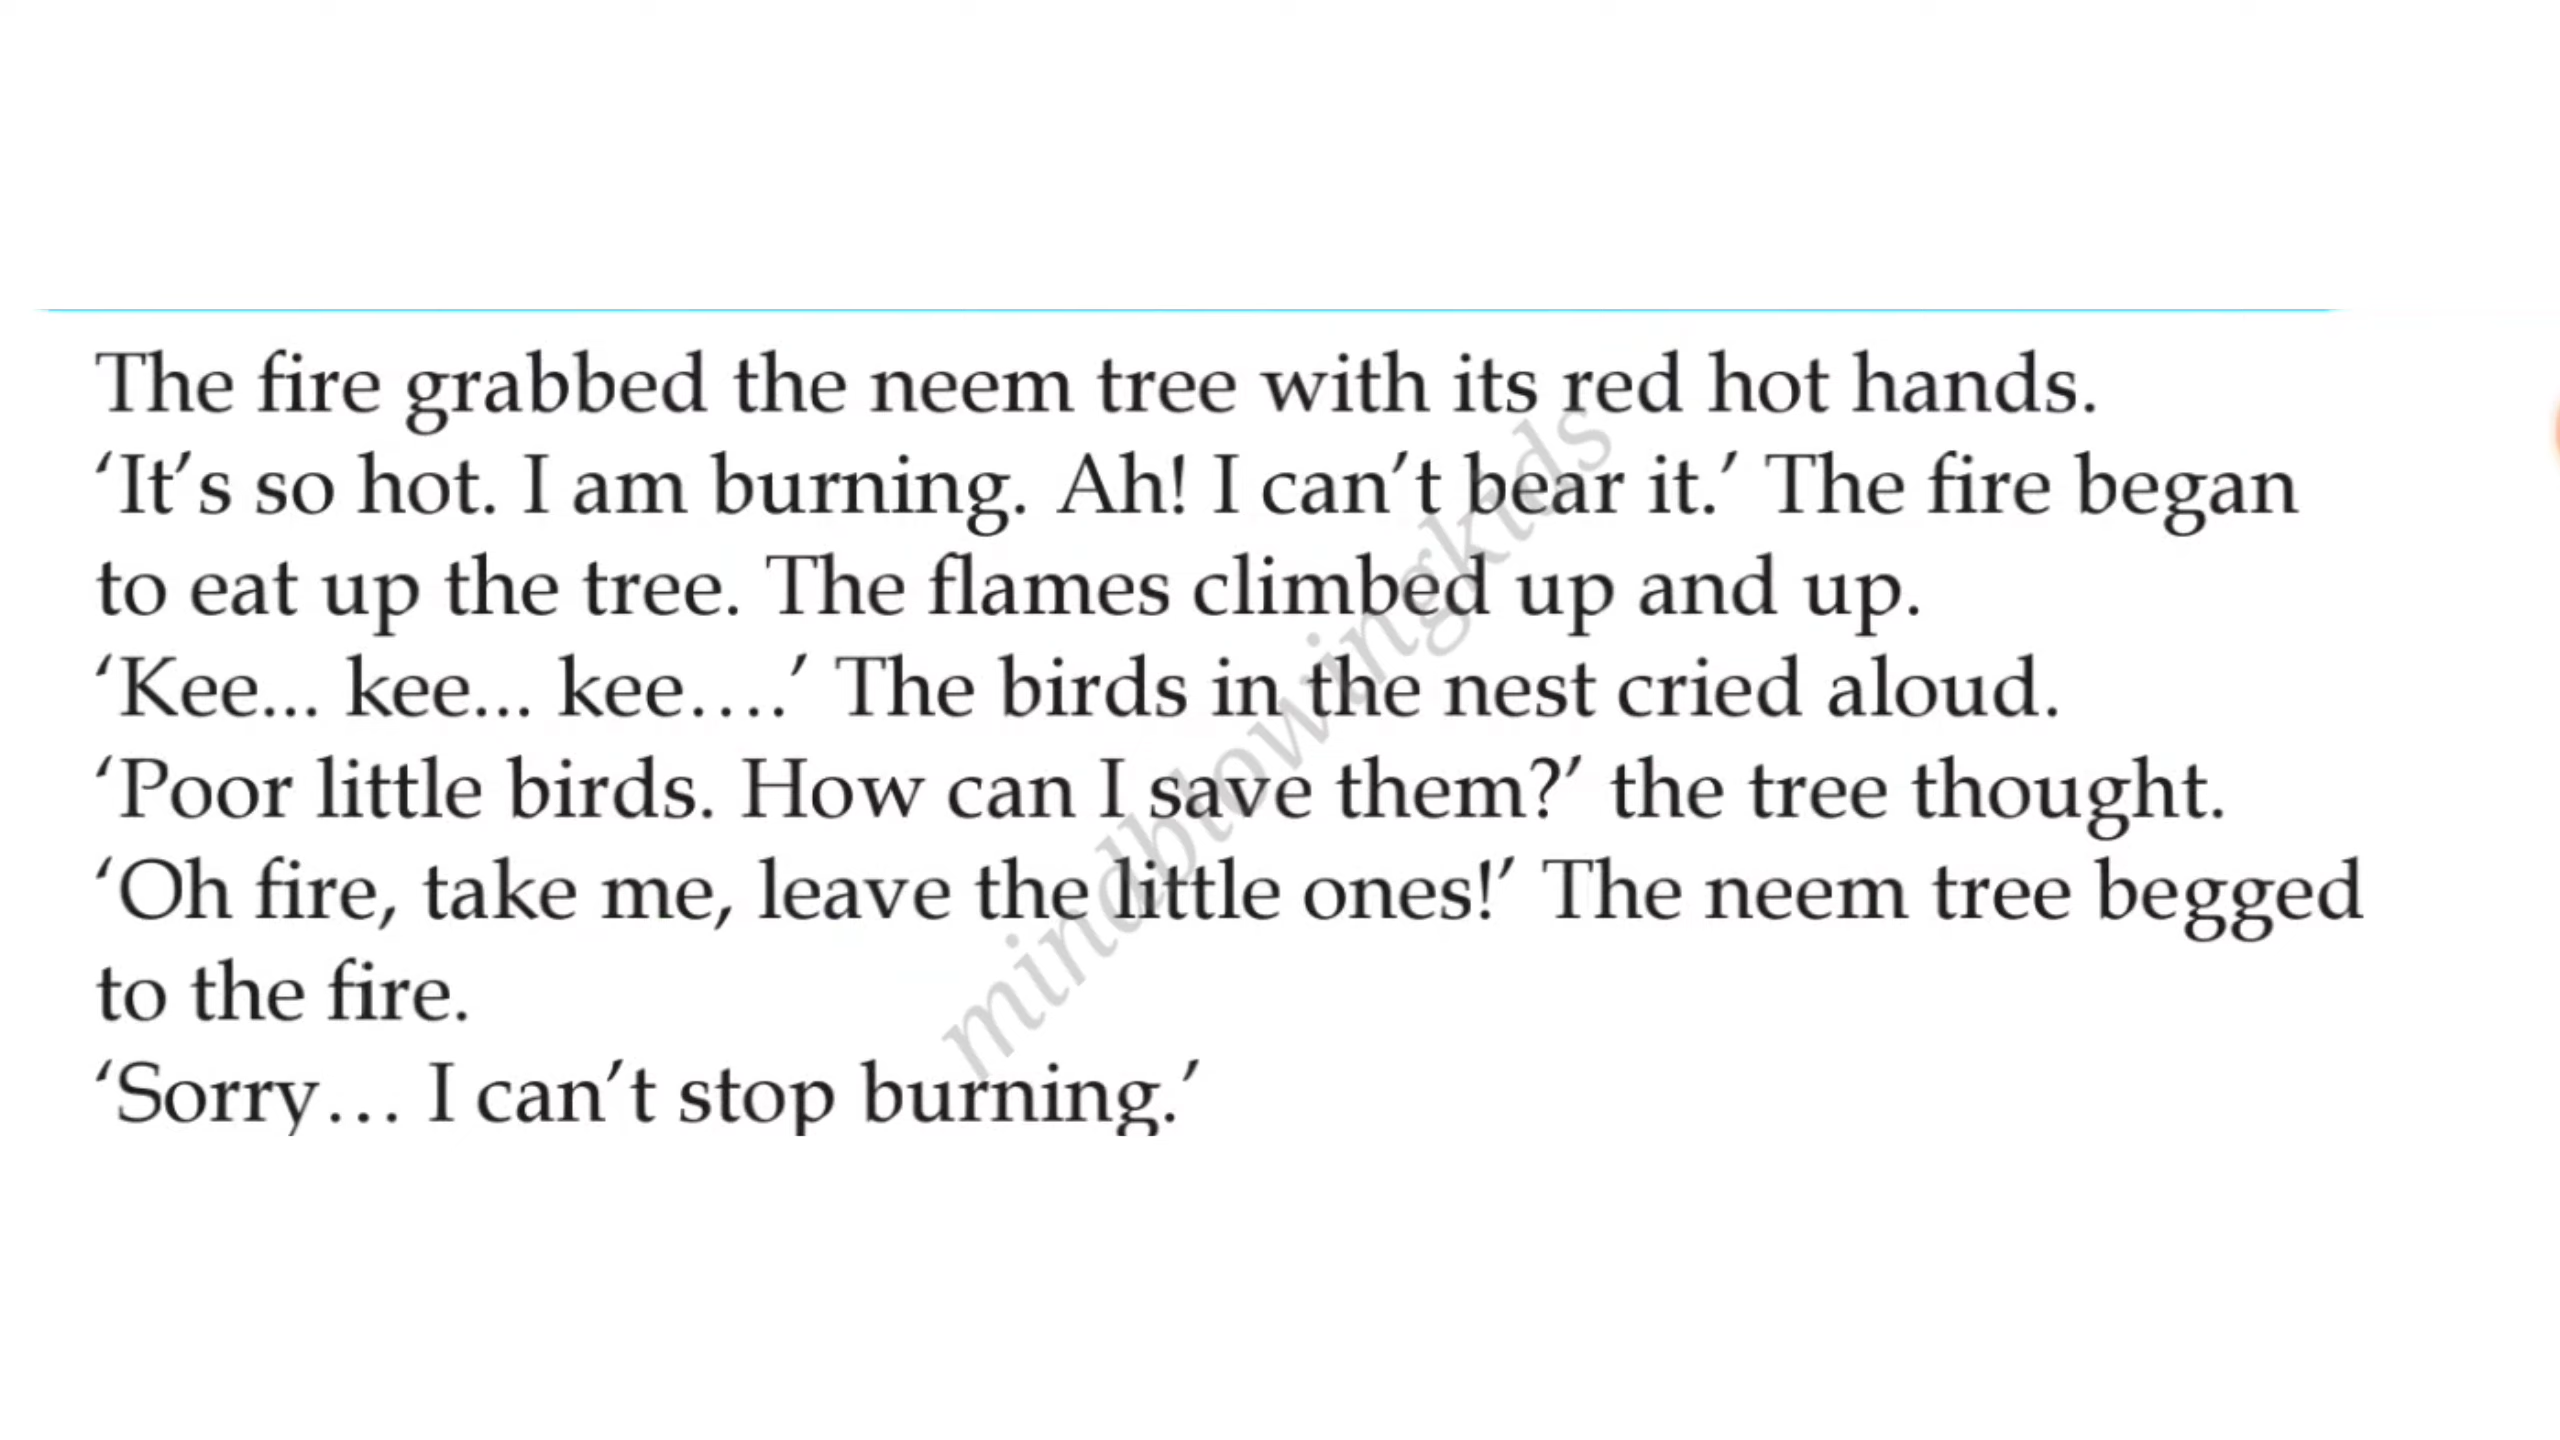 The fire grabbed the neem tree with its red hot hands.
‘It’s so hot. I am burning. Ah! I can’t bear it.’ The fire began
to eat up the tree. The flames climbed up and up.
‘Kee... kee... kee....’ The birds in the nest cried aloud.
‘Poor little birds. How can I save them?’ the tree thought.
‘Oh fire, take me, leave the little ones!’ The neem tree begged
to the fire.
‘Sorry... I can’t stop burning.’
mindblowingkids